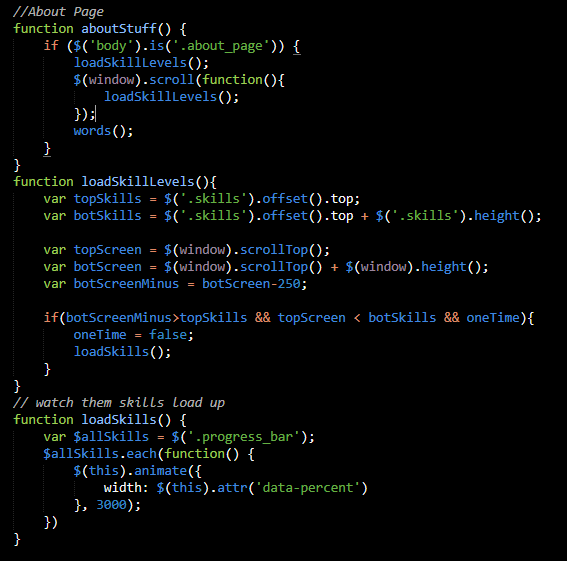 //About Page
function aboutStuff() {
    if ($('body').is('.about_page')) {
        loadSkillLevels();
        $(window).scroll(function(){
            loadSkillLevels();
        });
        words();
    }
}
function loadSkillLevels(){
    var topSkills = $('.skills').offset().top;
    var botSkills = $('.skills').offset().top + $('.skills').height();

    var topScreen = $(window).scrollTop();
    var botScreen = $(window).scrollTop() + $(window).height();
    var botScreenMinus = botScreen-250;

    if(botScreenMinus>topSkills && topScreen < botSkills && oneTime){
        oneTime = false;
        loadSkills();
    }
}
// watch them skills load up
function loadSkills() {
    var $allSkills = $('.progress_bar');
    $allSkills.each(function() {
        $(this).animate({
            width: $(this).attr('data-percent')
        }, 3000);
    })
}